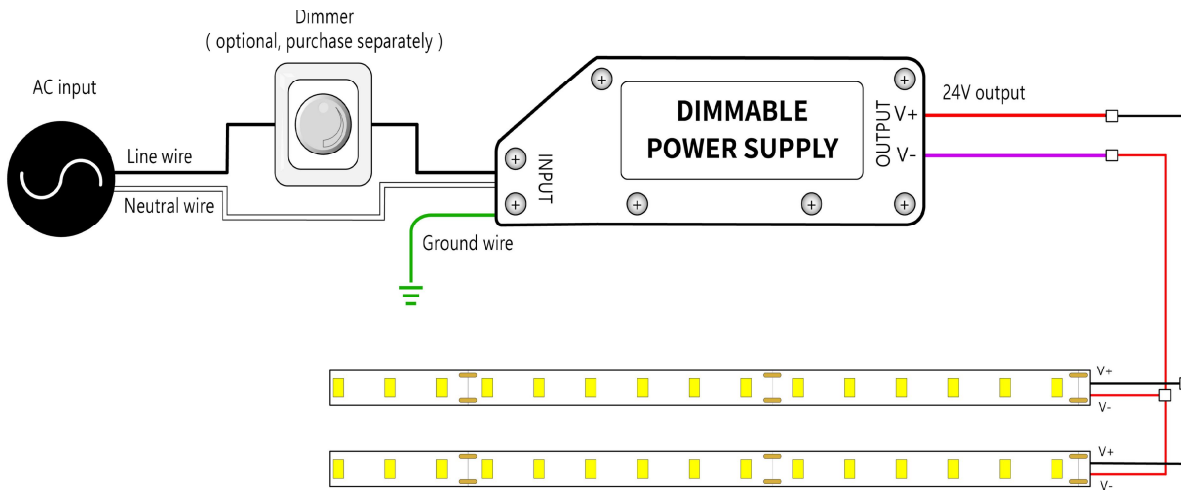 Dimmer
( optional, purchase separately )
AC input
Line wire
Neutral wire
Ground wire
INPUT
DIMMABLE
POWER SUPPLY
OUTPUT
V+
V-
24V output
V+
V-
V+
V-